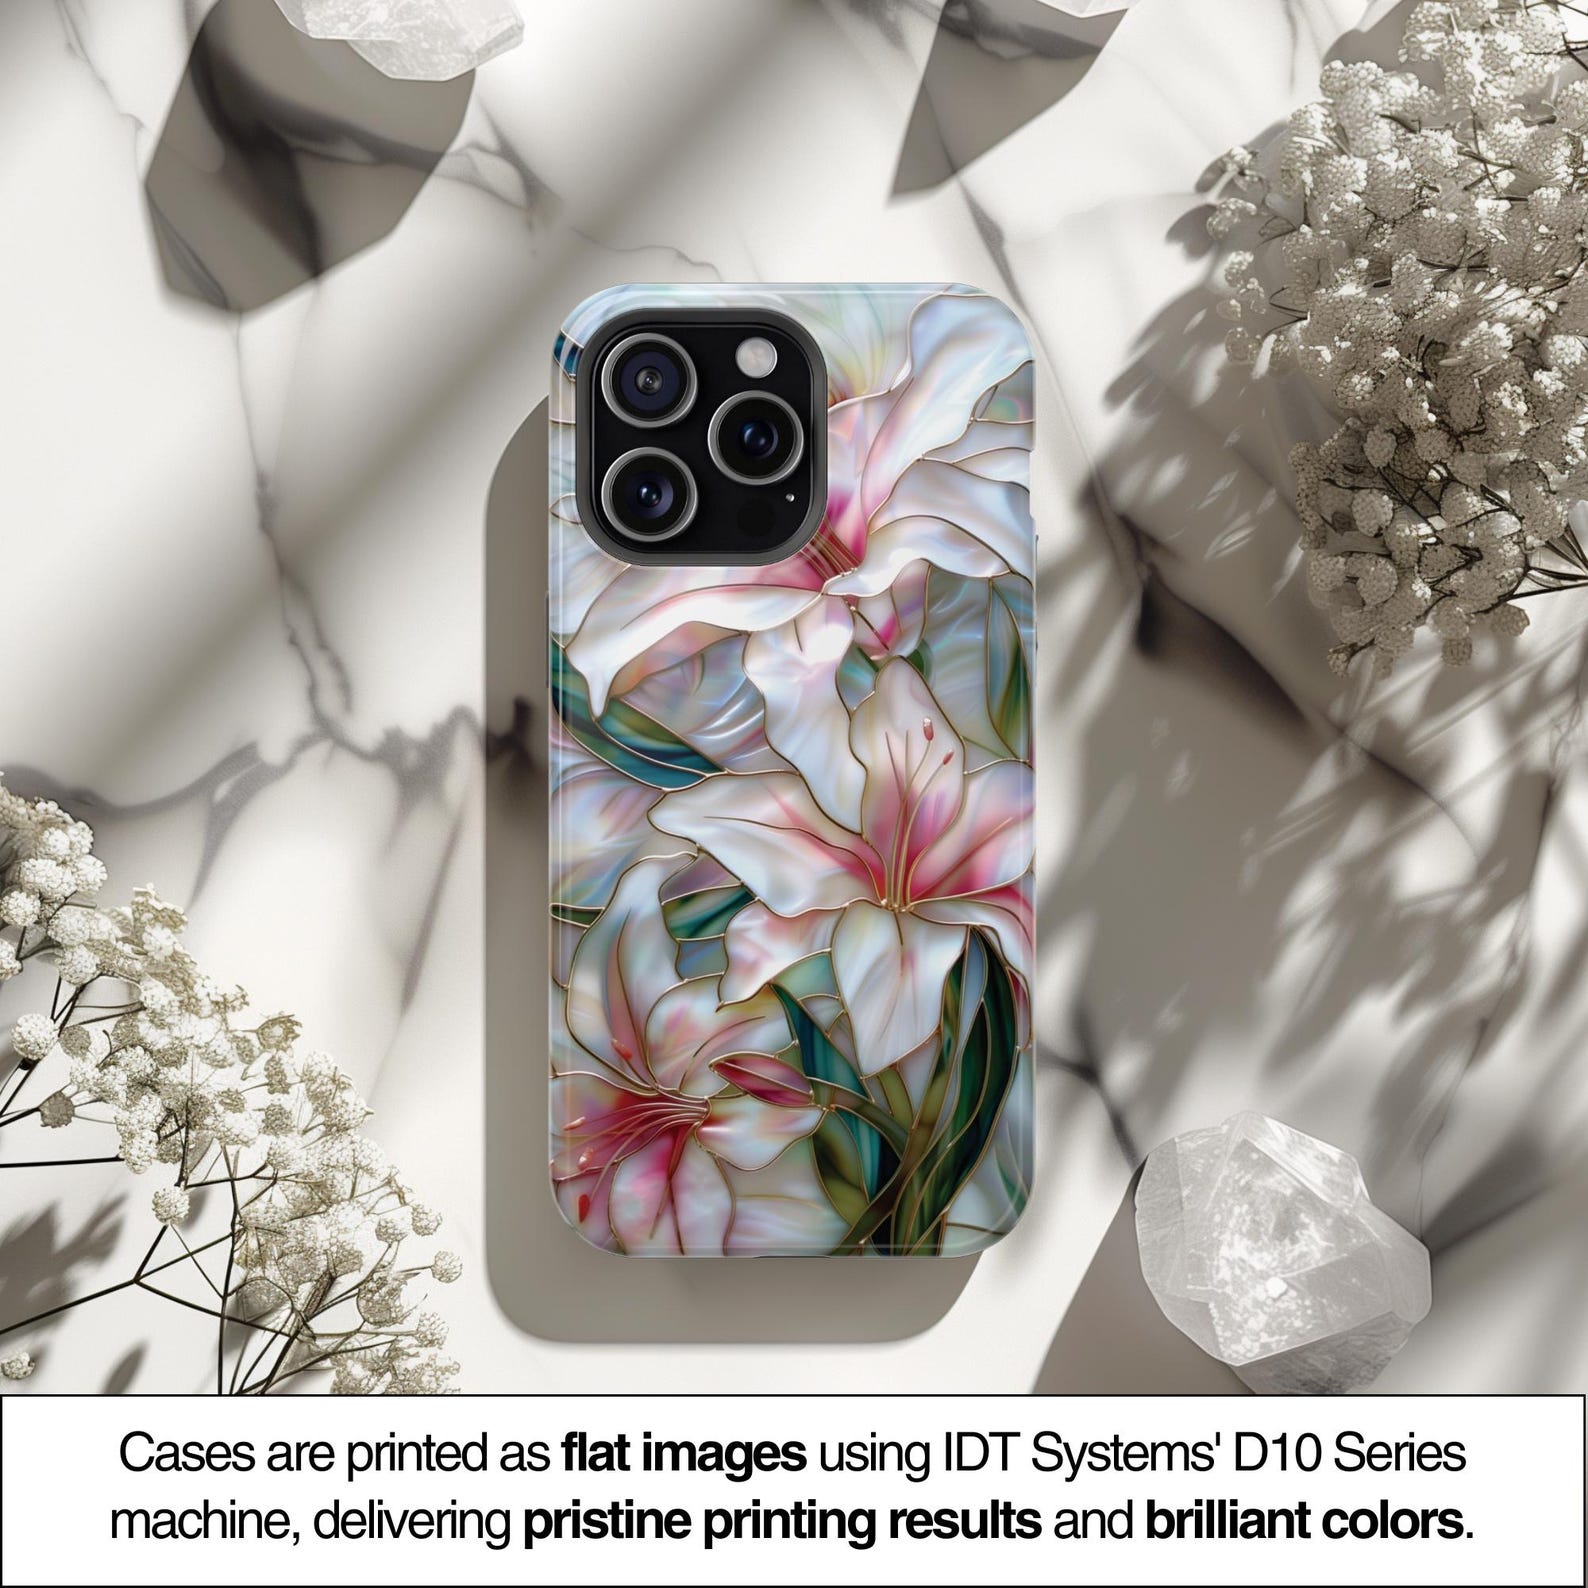 Cases are printed as flat images using IDT Systems' D10 Series
machine, delivering pristine printing results and brilliant colors.